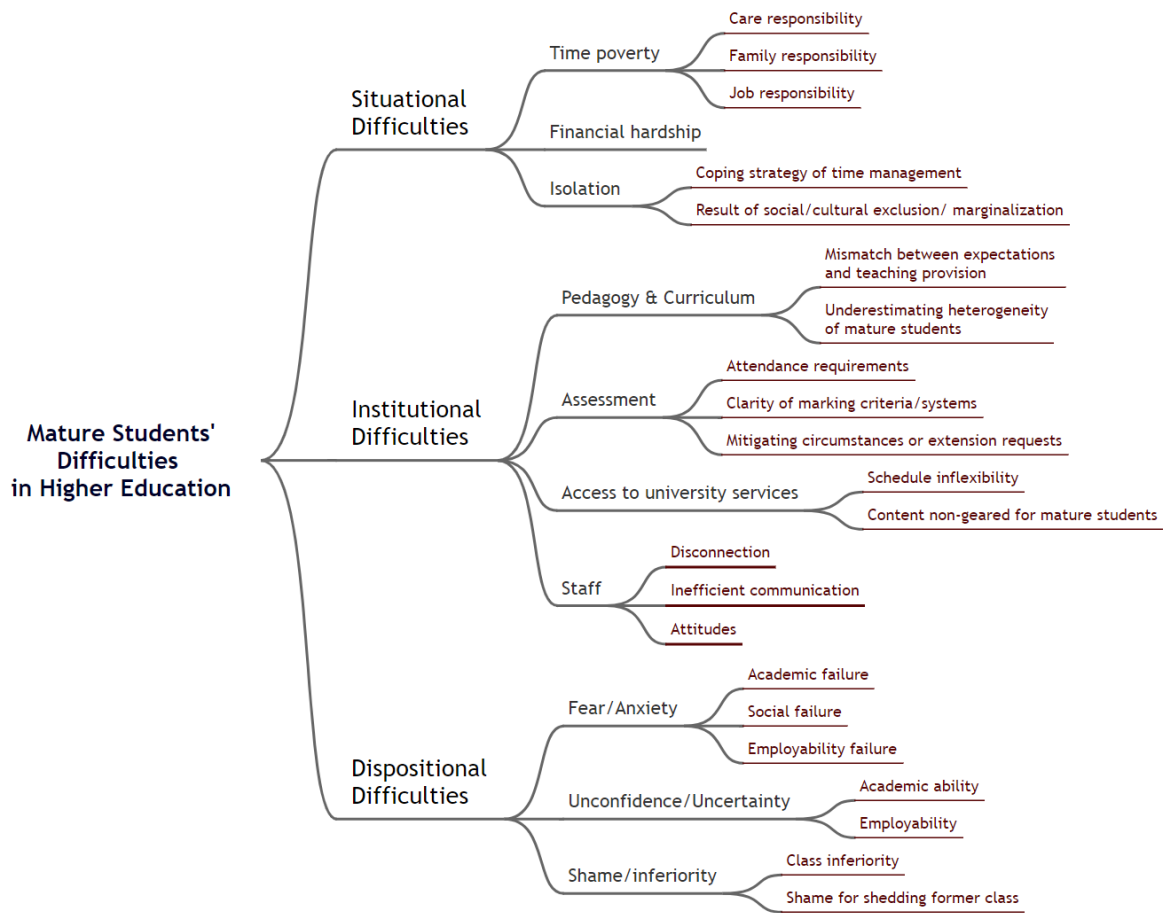 Mature Students'
Difficulties
in Higher Education
Situational
Difficulties
Time poverty
Care responsibility
Family responsibility
Job responsibility
Financial hardship
Isolation
Coping strategy of time management
Result of social/cultural exclusion/ marginalization
Institutional
Difficulties
Pedagogy & Curriculum
Mismatch between expectations
and teaching provision
Underestimating heterogeneity
of mature students
Assessment
Attendance requirements
Clarity of marking criteria/systems
Mitigating circumstances or extension requests
Access to university services
Schedule inflexibility
Content non-geared for mature students
Staff
Disconnection
Inefficient communication
Attitudes
Dispositional
Difficulties
Fear/Anxiety
Academic failure
Social failure
Employability failure
Unconfidence/Uncertainty
Academic ability
Employability
Shame/inferiority
Class inferiority
Shame for shedding former class